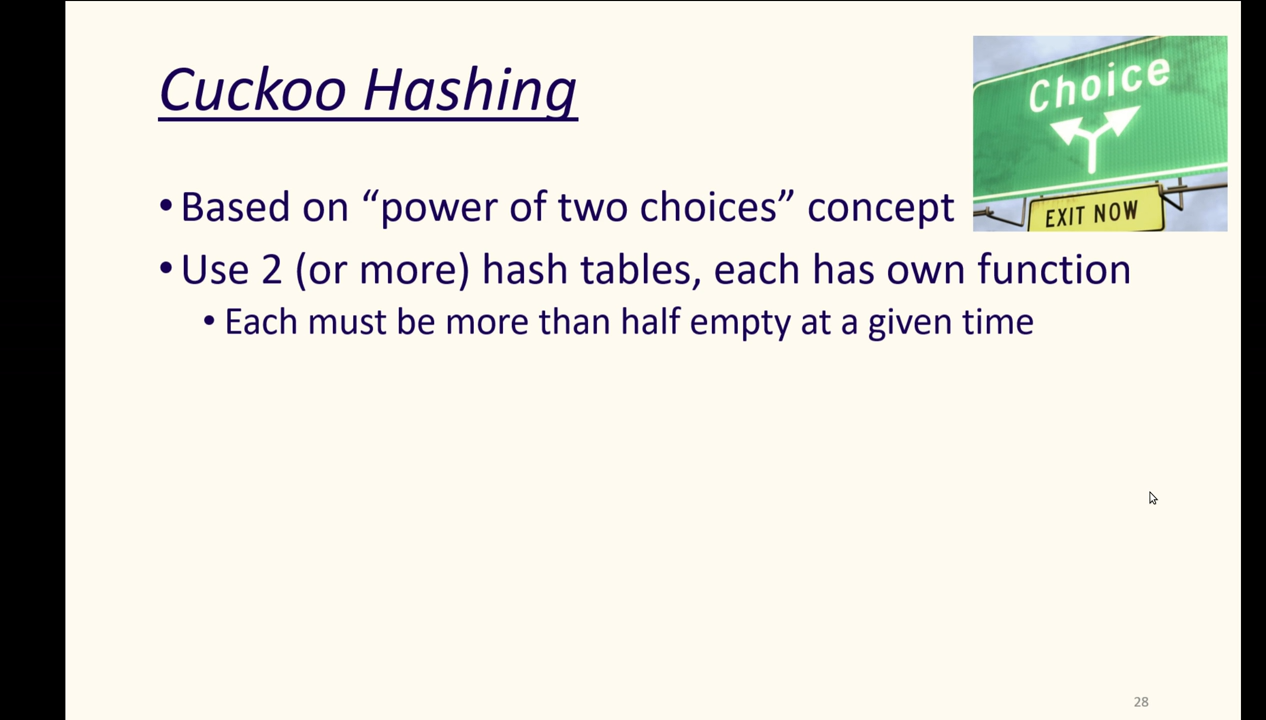 Cuckoo Hashing
Choice
EXIT NOW
• Based on “power of two choices” concept
• Use 2 (or more) hash tables, each has own function
• Each must be more than half empty at a given time
28